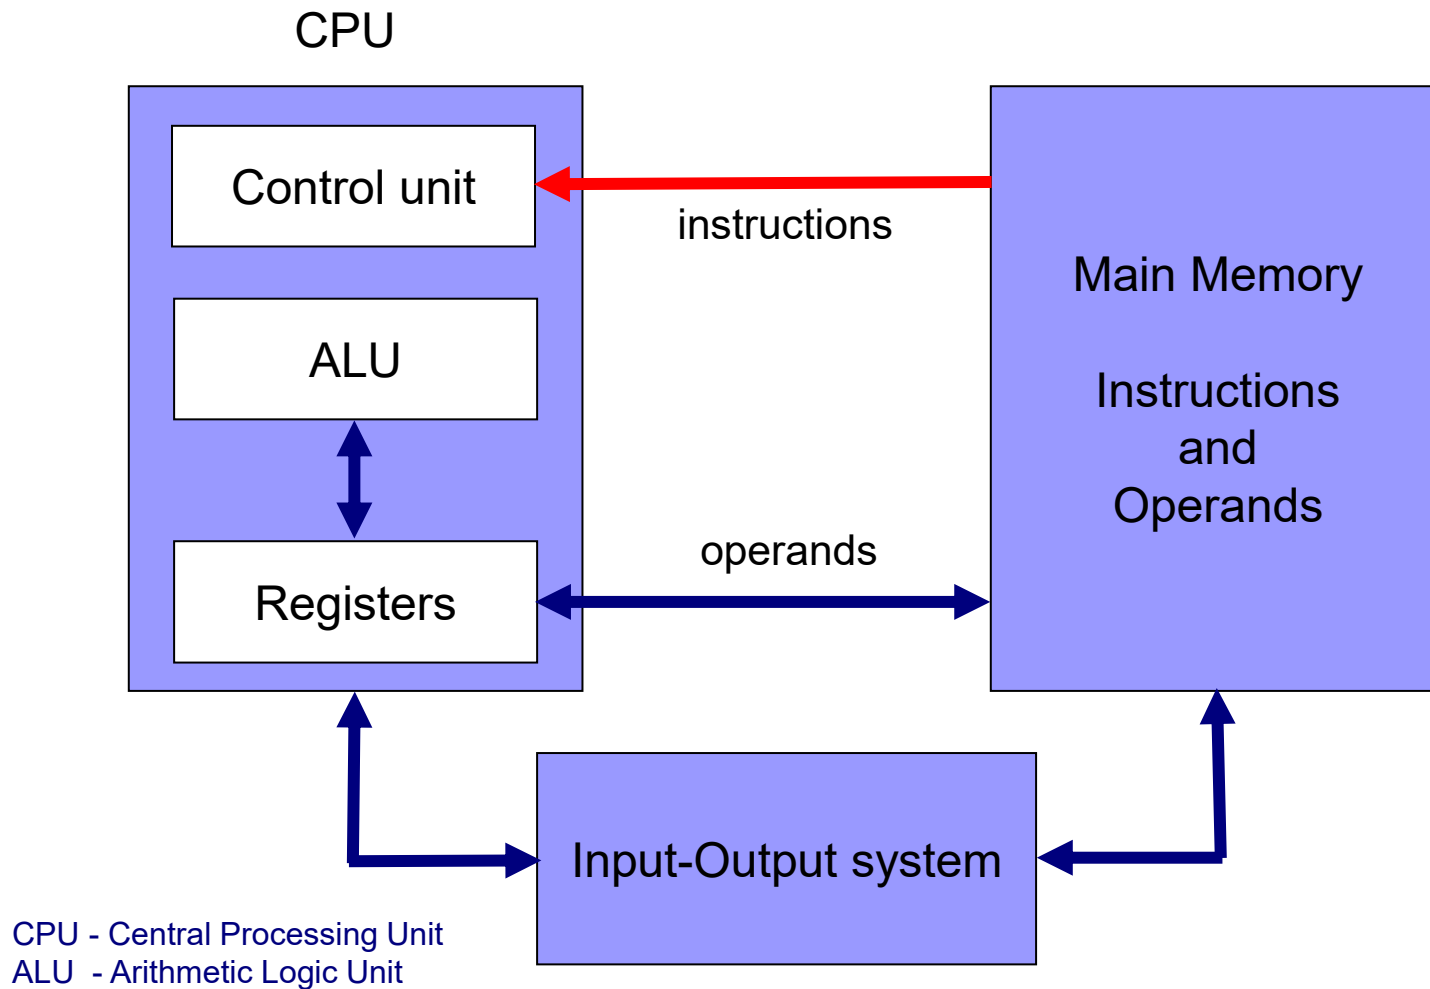 CPU
Control unit
instructions
ALU
Main Memory
Instructions
and
Operands
operands
Registers
Input-Output system
CPU - Central Processing Unit
ALU  - Arithmetic Logic Unit